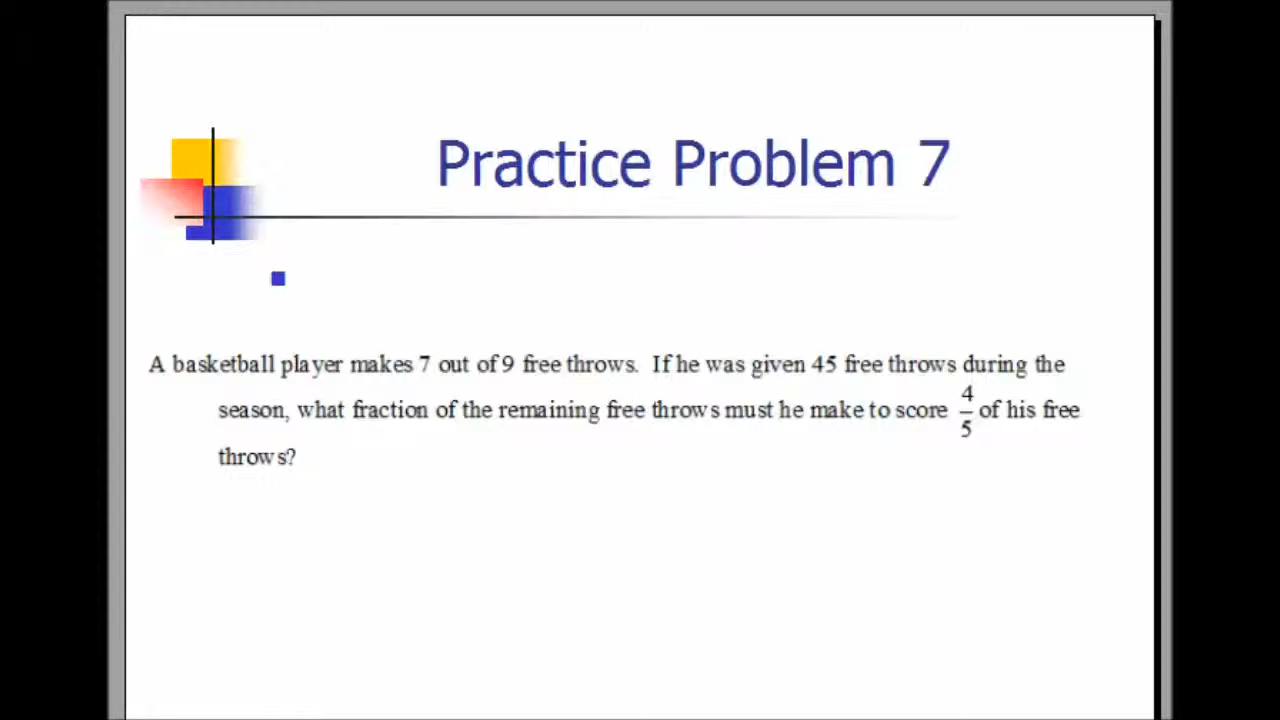 Practice Problem 7
A basketball player makes 7 out of 9 free throws. If he was given 45 free throws during the
season, what fraction of the remaining free throws must he make to score 4/5 of his free
throws?